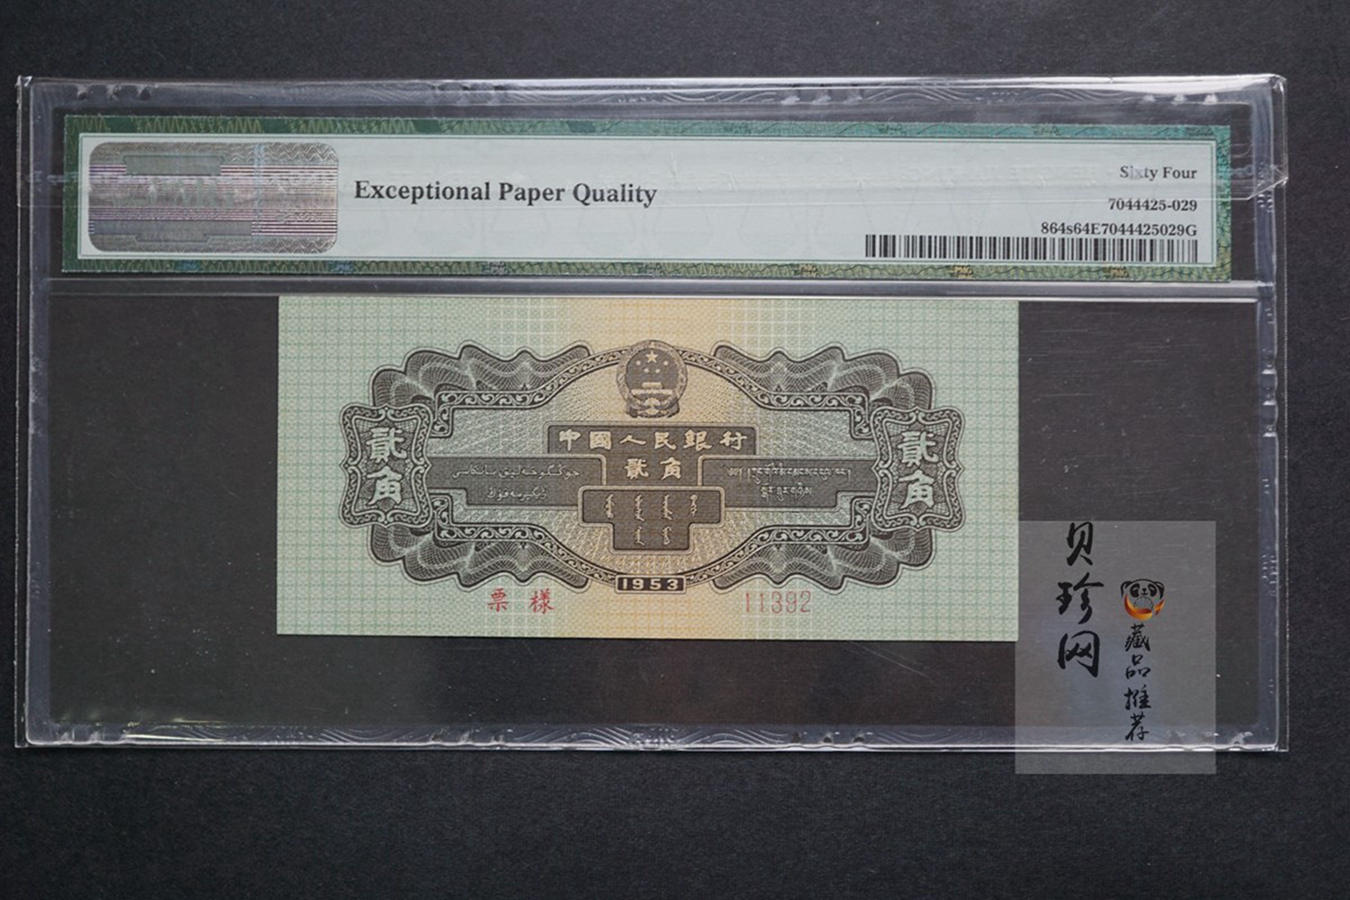 Exceptional Paper Quality
Sixty Four
7044425-029
864s64E7044425029G
中國人民銀行
貳角
貳角
貳角
1953
票樣
11392
贝珍网
藏品推荐